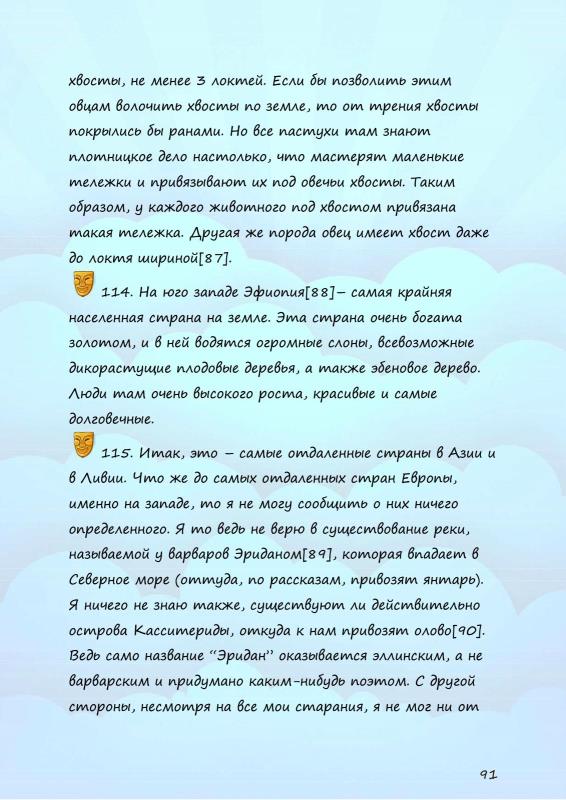 хвосты, не менее 3 локтей. Если бы позволить этим
овцам волочить хвосты по земле, то от трения хвосты
покрылись бы ранами. Но все пастухи там знают
плотницкое дело настолько, что мастерят маленькие
тележки и привязывают их под овечьи хвосты. Таким
образом, у каждого животного под хвостом привязана
такая тележка. Другая же порода овец имеет хвост даже
до локтя шириной[87].
114. На юго западе Эфиопия[88]– самая крайняя
населенная страна на земле. Эта страна очень богата
золотом, и в ней водятся огромные слоны, всевозможные
дикорастущие плодовые деревья, а также эбеновое дерево.
Люди там очень высокого роста, красивые и самые
долговечные.
115. Итак, это – самые отдаленные страны в Азии и
в Ливии. Что же до самых отдаленных стран Европы,
именно на западе, то я не могу сообщить о них ничего
определенного. Я то ведь не верю в существование реки,
называемой у варваров Эриданом[89], которая впадает в
Северное море (оттуда, по рассказам, привозят янтарь).
Я ничего не знаю также, существуют ли действительно
острова Касситериды, откуда к нам привозят олово[90].
Ведь само название “Эридан” оказывается эллинским, а не
варварским и придумано каким-нибудь поэтом. С другой
стороны, несмотря на все мои старания, я не мог ни от
91